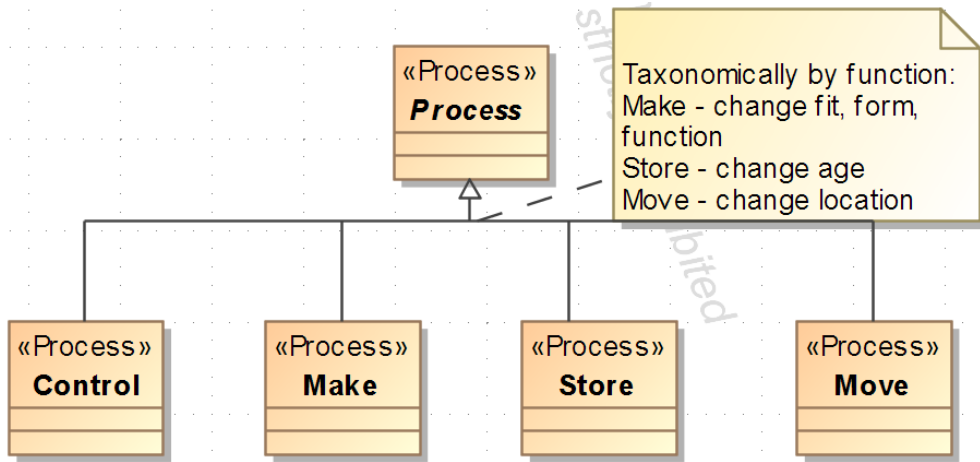 «Process»
Process
Taxonomically by function:
Make - change fit, form,
function
Store - change age
Move - change location
«Process»
Control
«Process»
Make
«Process»
Store
«Process»
Move